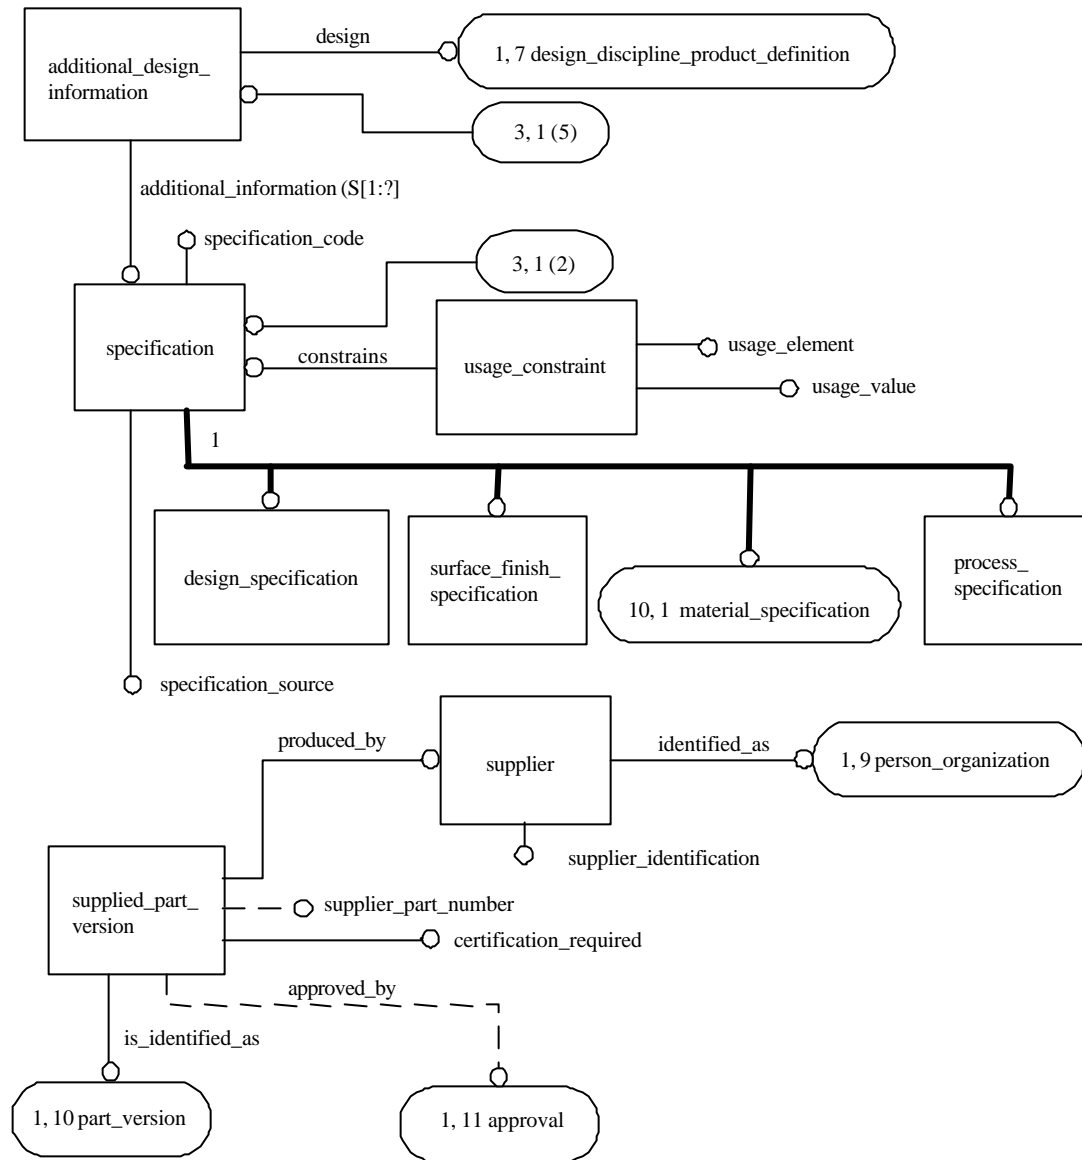 design
1, 7 design_discipline_product_definition
additional_design_
information
3, 1 (5)
additional_information (S[1:?]
specification_code
3, 1 (2)
specification
constrains
usage_constraint
usage_element
usage_value
1
design_specification
surface_finish_
specification
10, 1 material_specification
process_
specification
specification_source
produced_by
supplier
identified_as
1, 9 person_organization
supplier_identification
supplied_part_
version
supplier_part_number
certification_required
approved_by
is_identified_as
1, 10 part_version
1, 11 approval